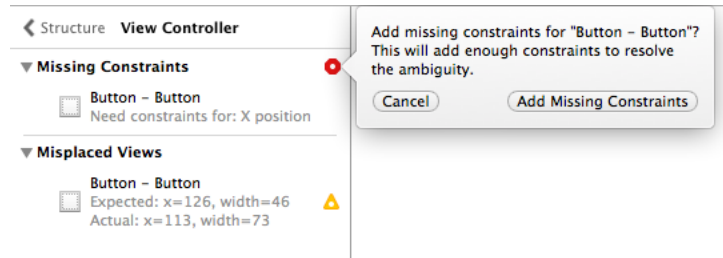 Structure View Controller
Missing Constraints
Button – Button
Need constraints for: X position
Misplaced Views
Button – Button
Expected: x=126, width=46
Actual: x=113, width=73
Add missing constraints for "Button – Button"?
This will add enough constraints to resolve
the ambiguity.
Cancel Add Missing Constraints